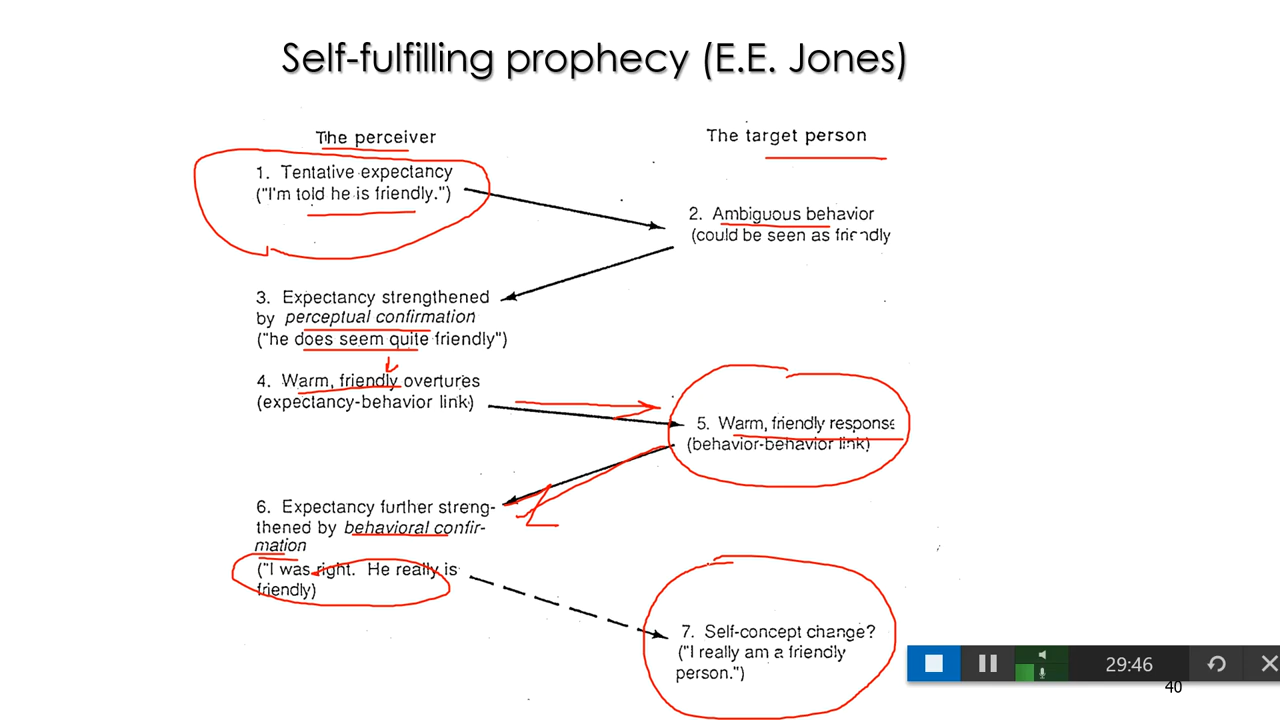 Self-fulfilling prophecy (E.E. Jones)
The perceiver
The target person
1. Tentative expectancy
("I'm told he is friendly.")
2. Ambiguous behavior
(could be seen as friendly
3. Expectancy strengthened
by perceptual confirmation
("he does seem quite friendly")
4. Warm, friendly overtures
(expectancy-behavior link)
5. Warm, friendly response
(behavior-behavior link)
6. Expectancy further streng-
thened by behavioral confir-
mation
("I was right. He really is
friendly)
7. Self-concept change?
("I really am a friendly
person.")
29:46
40